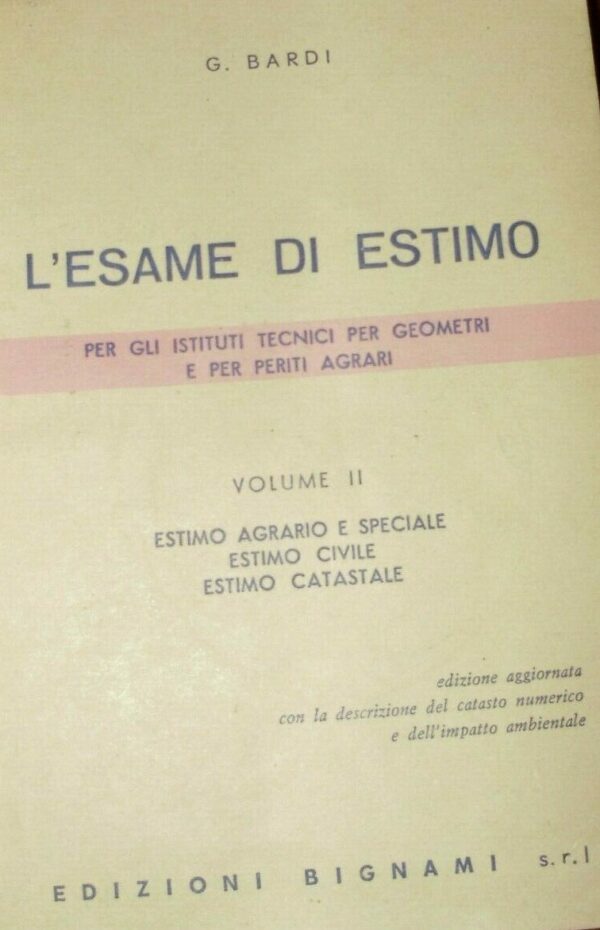 G. BARDI
L'ESAME DI ESTIMO
PER GLI ISTITUTI TECNICI PER GEOMETRI
E PER PERITI AGRARI
VOLUME II
ESTIMO AGRARIO E SPECIALE
ESTIMO CIVILE
ESTIMO CATASTALE
edizione aggiornata
con la descrizione del catasto numerico
e dell'impatto ambientale
EDIZIONI BIGNAMI s.r.l